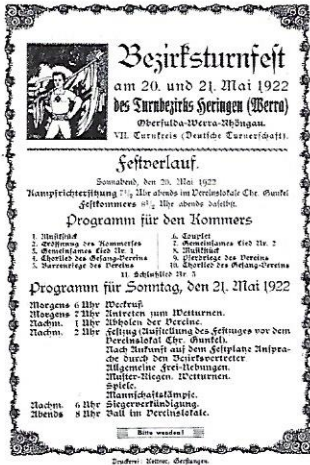 Bezirksturnfest
am 20. und 21. Mai 1922
des Turnbezirks Heringen (Werra)
Oberfulda-Werra-Rhöngau.
VII. Turnkreis (Deutsche Turnerschaft).
Festverlauf.
Sonnabend, den 20. Mai 1922
Kampfrichtersitzung 7½ Uhr abends im Vereinslokale Chr. Gunkel
Festkommers 8½ Uhr abends daselbst.
Programm für den Kommers
1. Musikstück
2. Eröffnung des Kommerses
3. Gemeinsames Lied Nr. 1
4. Chorlied des Gesang-Vereins
5. Barrenriege des Vereins
6. Couplet
7. Gemeinsames Lied Nr. 2
8. Musikstück
9. Pferdriege des Vereins
10. Chorlied des Gesang-Vereins
11. Schlußlied Nr. 3
Programm für Sonntag, den 21. Mai 1922
Morgens 6 Uhr Weckruf.
Morgens 7 Uhr Antreten zum Wetturnen.
Nachm. 1 Uhr Abholen der Vereine.
Nachm. 2 Uhr Festzug (Aufstellung des Festzuges vor dem
Vereinslokal Chr. Gunkel).
Nach Ankunft auf dem Festplatze Anspra-
che durch den Bezirksvertreter
Allgemeine Frei-Uebungen.
Muster-Riegen. Wetturnen.
Spiele.
Mannschaftskämpfe.
Nachm. 6 Uhr Siegerverkündigung.
Abends 8 Uhr Ball im Vereinslokale.
Bitte wenden!
Druckerei: Gerstungen.